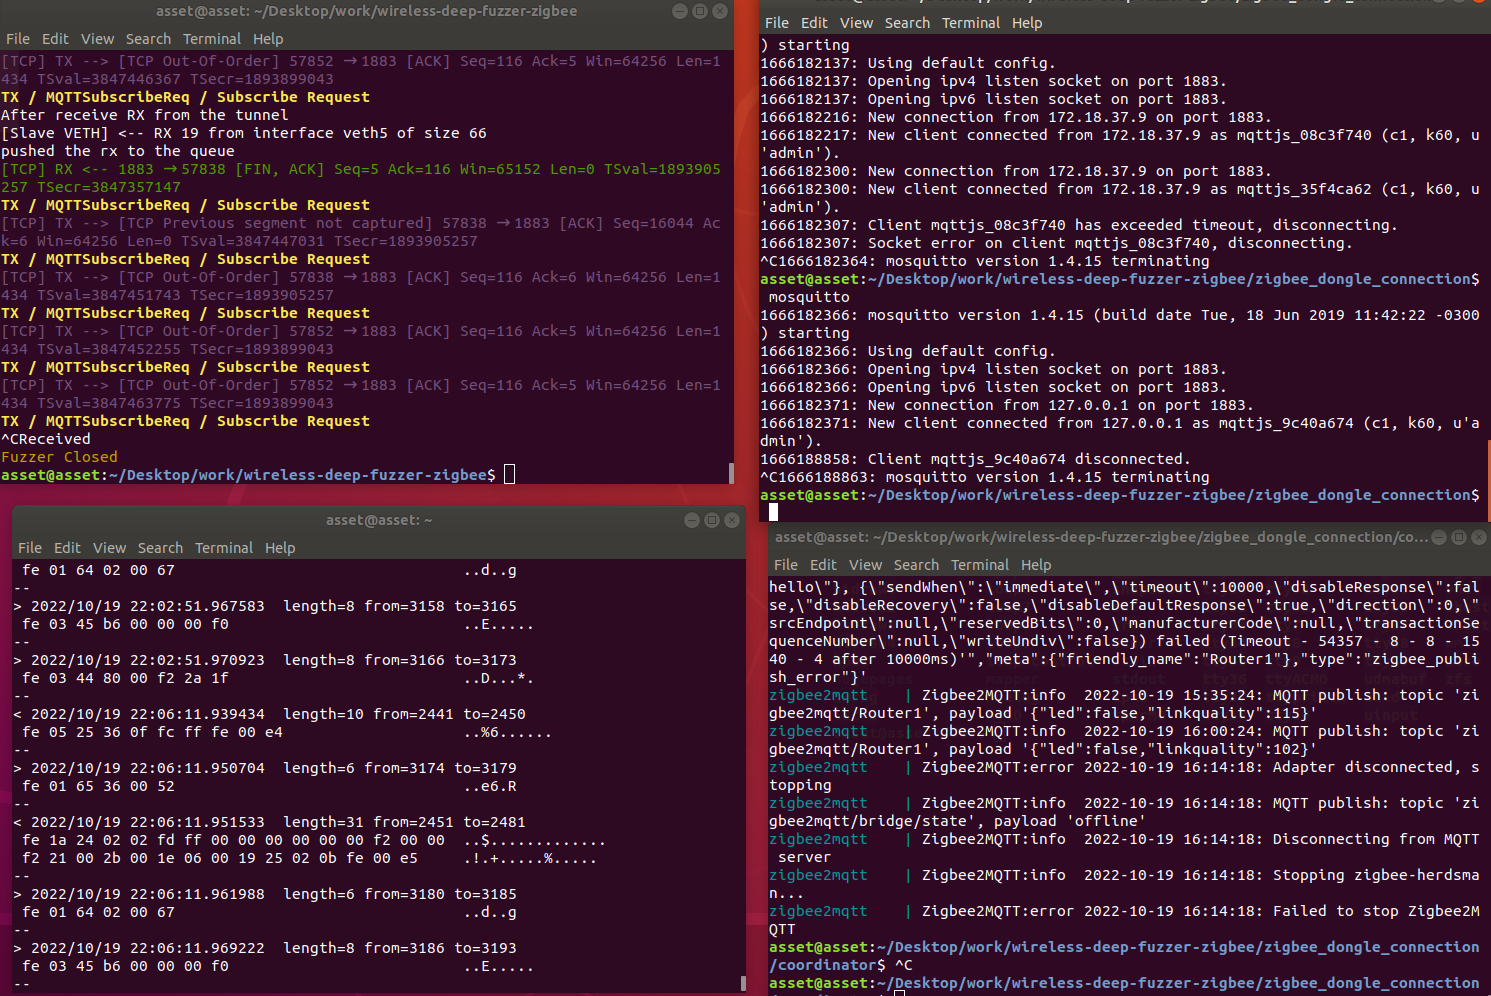 asset@asset: ~/Desktop/work/wireless-deep-fuzzer-zigbee
File Edit View Search Terminal Help
[TCP] TX --> [TCP Out-Of-Order] 57852 →1883 [ACK] Seq=116 Ack=5 Win=64256 Len=1
434 TSval=3847446367 TSecr=1893899043
TX / MQTTSubscribeReq / Subscribe Request
After receive RX from the tunnel
[Slave VETH] <-- RX 19 from interface veth5 of size 66
pushed the rx to the queue
[TCP] RX <-- 1883 →57838 [FIN, ACK] Seq=5 Ack=116 Win=65152 Len=0 TSval=1893905
257 TSecr=3847357147
TX / MQTTSubscribeReq / Subscribe Request
[TCP] TX --> [TCP Previous segment not captured] 57838 →1883 [ACK] Seq=16044 Ac
k=6 Win=64256 Len=0 TSval=3847447031 TSecr=1893905257
TX / MQTTSubscribeReq / Subscribe Request
[TCP] TX --> [TCP Out-Of-Order] 57838 →1883 [ACK] Seq=116 Ack=6 Win=64256 Len=1
434 TSval=3847451743 TSecr=1893905257
TX / MQTTSubscribeReq / Subscribe Request
[TCP] TX --> [TCP Out-Of-Order] 57852 →1883 [ACK] Seq=116 Ack=5 Win=64256 Len=1
434 TSval=3847452255 TSecr=1893899043
TX / MQTTSubscribeReq / Subscribe Request
[TCP] TX --> [TCP Out-Of-Order] 57852 →1883 [ACK] Seq=116 Ack=5 Win=64256 Len=1
434 TSval=3847463775 TSecr=1893899043
TX / MQTTSubscribeReq / Subscribe Request
^CReceived
Fuzzer Closed
asset@asset:~/Desktop/work/wireless-deep-fuzzer-zigbee$
File Edit View Search Terminal Help
) starting
1666182137: Using default config.
1666182137: Opening ipv4 listen socket on port 1883.
1666182137: Opening ipv6 listen socket on port 1883.
1666182216: New connection from 172.18.37.9 on port 1883.
1666182217: New client connected from 172.18.37.9 as mqttjs_08c3f740 (c1, k60, u
'admin').
1666182300: New connection from 172.18.37.9 on port 1883.
1666182300: New client connected from 172.18.37.9 as mqttjs_35f4ca62 (c1, k60, u
'admin').
1666182307: Client mqttjs_08c3f740 has exceeded timeout, disconnecting.
1666182307: Socket error on client mqttjs_08c3f740, disconnecting.
^C1666182364: mosquitto version 1.4.15 terminating
asset@asset:~/Desktop/work/wireless-deep-fuzzer-zigbee/zigbee_dongle_connection$
mosquitto
1666182366: mosquitto version 1.4.15 (build date Tue, 18 Jun 2019 11:42:22 -0300
) starting
1666182366: Using default config.
1666182366: Opening ipv4 listen socket on port 1883.
1666182366: Opening ipv6 listen socket on port 1883.
1666182371: New connection from 127.0.0.1 on port 1883.
1666182371: New client connected from 127.0.0.1 as mqttjs_9c40a674 (c1, k60, u'a
dmin').
1666188858: Client mqttjs_9c40a674 disconnected.
^C1666188863: mosquitto version 1.4.15 terminating
asset@asset:~/Desktop/work/wireless-deep-fuzzer-zigbee/zigbee_dongle_connection$
asset@asset: ~
File Edit View Search Terminal Help
fe 01 64 02 00 67 ..d..g
--
> 2022/10/19 22:02:51.967583 length=8 from=3158 to=3165
fe 03 45 b6 00 00 00 f0 ..E.....
--
> 2022/10/19 22:02:51.970923 length=8 from=3166 to=3173
fe 03 44 80 00 f2 2a 1f ..D...*.
--
< 2022/10/19 22:06:11.939434 length=10 from=2441 to=2450
fe 05 25 36 0f fc ff fe 00 e4 ..%6......
--
> 2022/10/19 22:06:11.950704 length=6 from=3174 to=3179
fe 01 65 36 00 52 ..e6.R
--
< 2022/10/19 22:06:11.951533 length=31 from=2451 to=2481
fe 1a 24 02 02 fd ff 00 00 00 00 00 00 f2 00 00 ..$.............
f2 21 00 2b 00 1e 06 00 19 25 02 0b fe 00 e5 .!.+.....%.....
--
> 2022/10/19 22:06:11.961988 length=6 from=3180 to=3185
fe 01 64 02 00 67 ..d..g
--
> 2022/10/19 22:06:11.969222 length=8 from=3186 to=3193
fe 03 45 b6 00 00 00 f0 ..E.....
--
asset@asset: ~/Desktop/work/wireless-deep-fuzzer-zigbee/zigbee_dongle_connection/co...
File Edit View Search Terminal Help
hello\"}, {\"sendWhen\":\"immediate\",\"timeout\":10000,\"disableResponse\":fal
se,\"disableRecovery\":false,\"disableDefaultResponse\":true,\"direction\":0,\"
srcEndpoint\":null,\"reservedBits\":0,\"manufacturerCode\":null,\"transactionSe
quenceNumber\":null,\"writeUndiv\":false}) failed (Timeout - 54357 - 8 - 8 - 15
40 - 4 after 10000ms)'","meta":{"friendly_name":"Router1"},"type":"zigbee_publi
sh_error"}'
zigbee2mqtt | Zigbee2MQTT:info 2022-10-19 15:35:24: MQTT publish: topic 'zi
gbee2mqtt/Router1', payload '{"led":false,"linkquality":115}'
zigbee2mqtt | Zigbee2MQTT:info 2022-10-19 16:00:24: MQTT publish: topic 'zi
gbee2mqtt/Router1', payload '{"led":false,"linkquality":102}'
zigbee2mqtt | Zigbee2MQTT:error 2022-10-19 16:14:18: Adapter disconnected, s
topping
zigbee2mqtt | Zigbee2MQTT:info 2022-10-19 16:14:18: MQTT publish: topic 'zi
gbee2mqtt/bridge/state', payload 'offline'
zigbee2mqtt | Zigbee2MQTT:info 2022-10-19 16:14:18: Disconnecting from MQTT
server
zigbee2mqtt | Zigbee2MQTT:info 2022-10-19 16:14:18: Stopping zigbee-herdsma
n...
zigbee2mqtt | Zigbee2MQTT:error 2022-10-19 16:14:18: Failed to stop Zigbee2M
QTT
asset@asset:~/Desktop/work/wireless-deep-fuzzer-zigbee/zigbee_dongle_connection
/coordinator$ ^C
asset@asset:~/Desktop/work/wireless-deep-fuzzer-zigbee/zigbee_dongle_connection